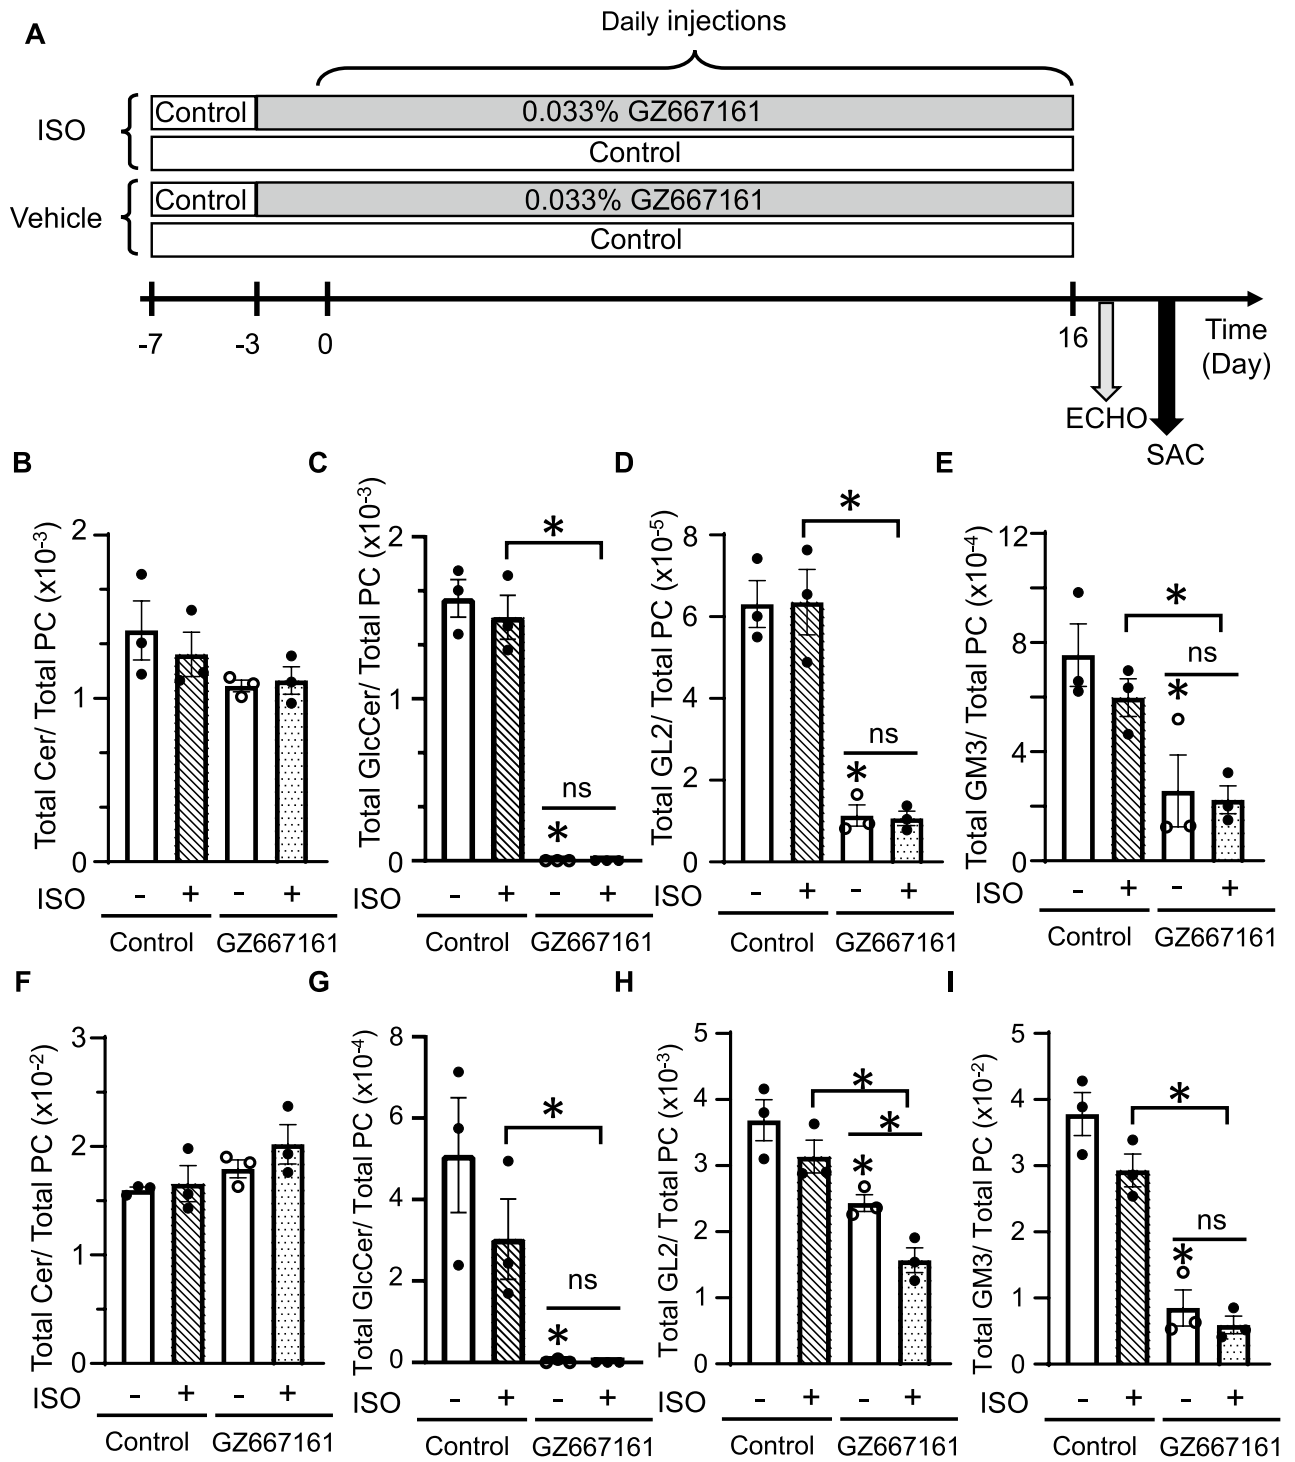 A
Daily injections
ISO
Control
0.033% GZ667161
Control
Vehicle
Control
0.033% GZ667161
Control
-7
-3
0
16
Time
(Day)
ECHO
SAC
B
Total Cer/ Total PC (x10-3)
2
1
0
ISO
-
+
-
+
Control
GZ667161
C
Total GlcCer/ Total PC (x10-3)
2
1
0
*
ns
*
ISO
-
+
-
+
Control
GZ667161
D
Total GL2/ Total PC (x10-5)
8
6
4
2
0
*
ns
*
ISO
-
+
-
+
Control
GZ667161
E
Total GM3/ Total PC (x10-4)
12
8
4
0
*
ns
*
ISO
-
+
-
+
Control
GZ667161
F
Total Cer/ Total PC (x10-2)
3
2
1
0
ISO
-
+
-
+
Control
GZ667161
G
Total GlcCer/ Total PC (x10-4)
8
6
4
2
0
*
ns
*
ISO
-
+
-
+
Control
GZ667161
H
Total GL2/ Total PC (x10-3)
5
4
3
2
1
0
*
*
*
ISO
-
+
-
+
Control
GZ667161
I
Total GM3/ Total PC (x10-2)
5
4
3
2
1
0
*
ns
*
ISO
-
+
-
+
Control
GZ667161